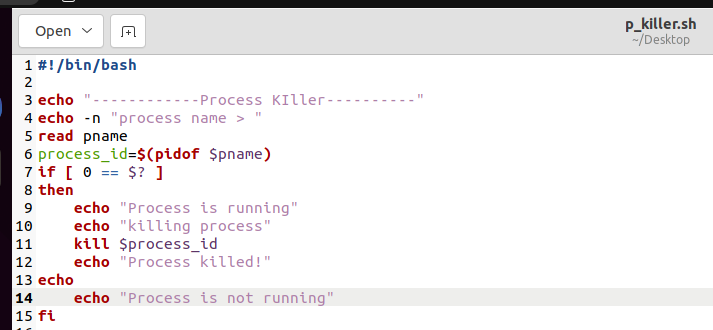 Open
p_killer.sh
~/Desktop
1 #!/bin/bash
2
3 echo "------------Process KIller----------"
4 echo -n "process name > "
5 read pname
6 process_id=$(pidof $pname)
7 if [ 0 == $? ]
8 then
9     echo "Process is running"
10     echo "killing process"
11     kill $process_id
12     echo "Process killed!"
13 echo
14     echo "Process is not running"
15 fi